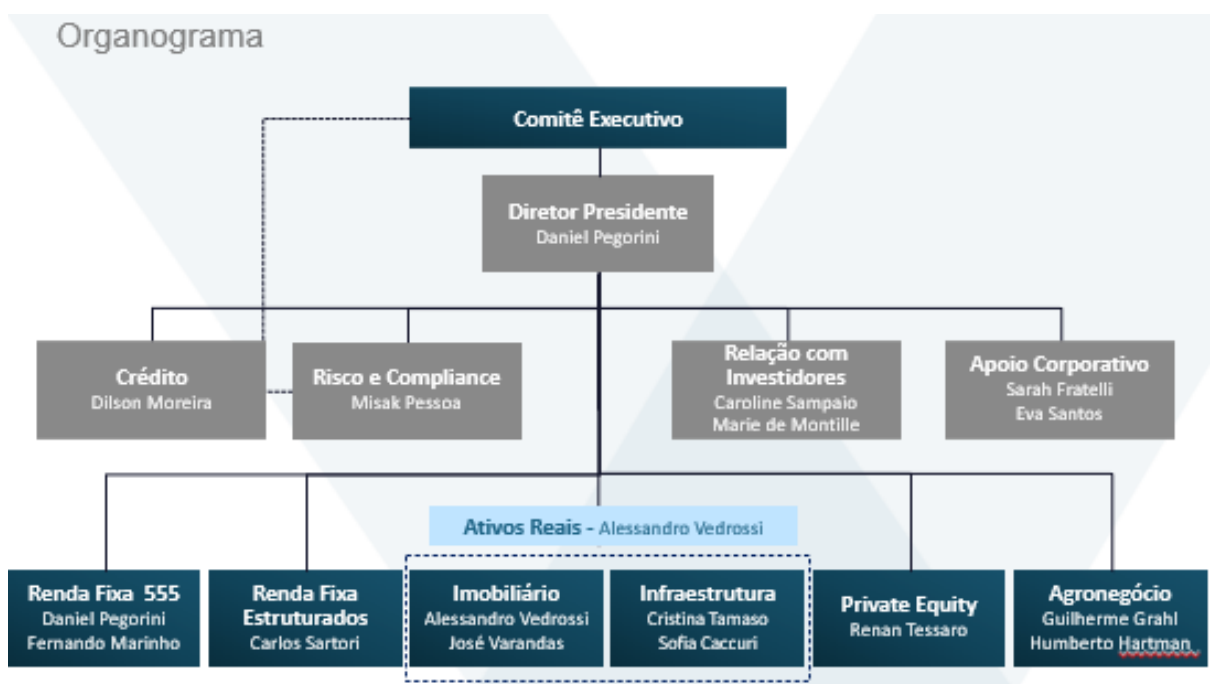 Organograma
Comitê Executivo
Diretor Presidente
Daniel Pegorini
Crédito
Dilson Moreira
Risco e Compliance
Misak Pessoa
Relação com
Investidores
Caroline Sampaio
Marie de Montille
Apoio Corporativo
Sarah Fratelli
Eva Santos
Ativos Reais - Alessandro Vedrossi
Renda Fixa 555
Daniel Pegorini
Fernando Marinho
Renda Fixa
Estruturados
Carlos Sartori
Imobiliário
Alessandro Vedrossi
José Varandas
Infraestrutura
Cristina Tamaso
Sofia Caccuri
Private Equity
Renan Tessaro
Agronegócio
Guilherme Grahl
Humberto Hartman